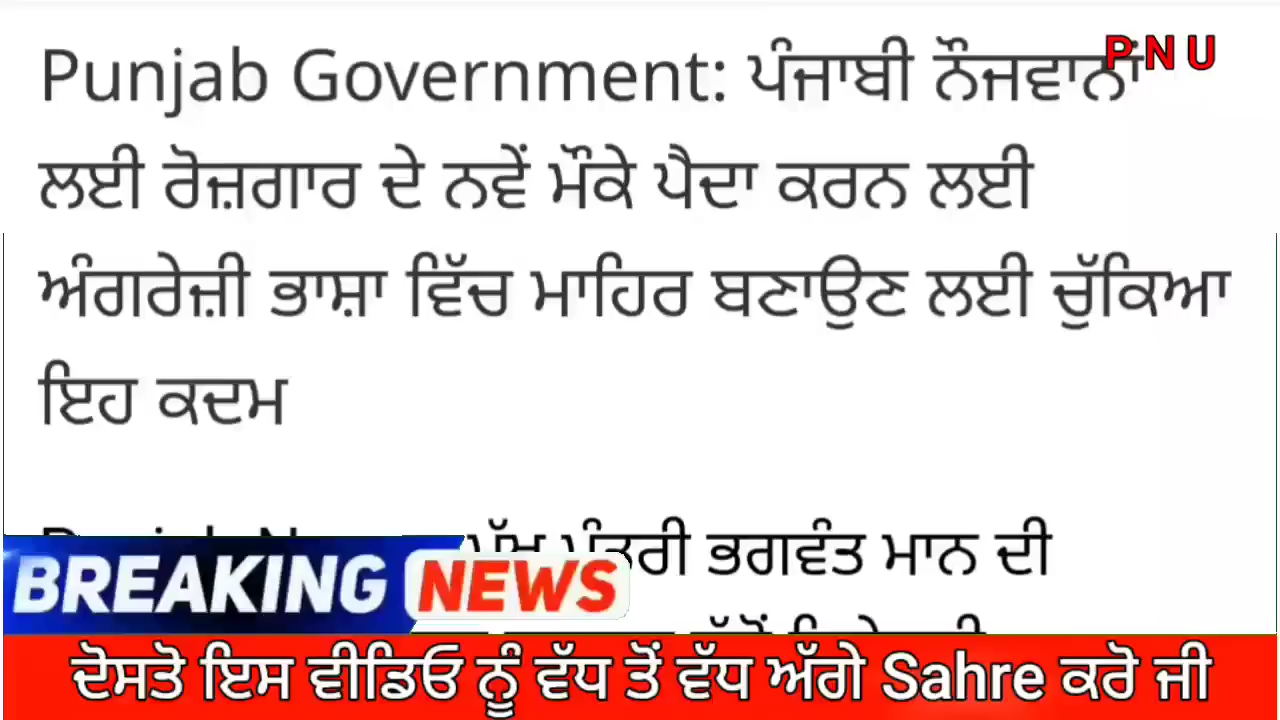 PNU
Punjab Government: ਪੰਜਾਬੀ ਨੌਜਵਾਨਾਂ
ਲਈ ਰੋਜ਼ਗਾਰ ਦੇ ਨਵੇਂ ਮੌਕੇ ਪੈਦਾ ਕਰਨ ਲਈ
ਅੰਗਰੇਜ਼ੀ ਭਾਸ਼ਾ ਵਿੱਚ ਮਾਹਿਰ ਬਣਾਉਣ ਲਈ ਚੁੱਕਿਆ
ਇਹ ਕਦਮ
ਮੁੱਖ ਮੰਤਰੀ ਭਗਵੰਤ ਮਾਨ ਦੀ
BREAKING NEWS
ਦੋਸਤੋ ਇਸ ਵੀਡਿਓ ਨੂੰ ਵੱਧ ਤੋਂ ਵੱਧ ਅੱਗੇ Sahre ਕਰੋ ਜੀ